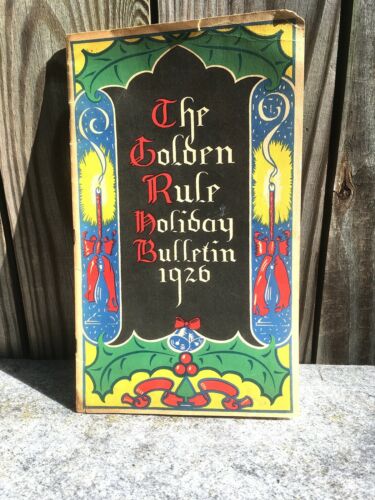 The
Golden
Rule
Holiday
Bulletin
1926